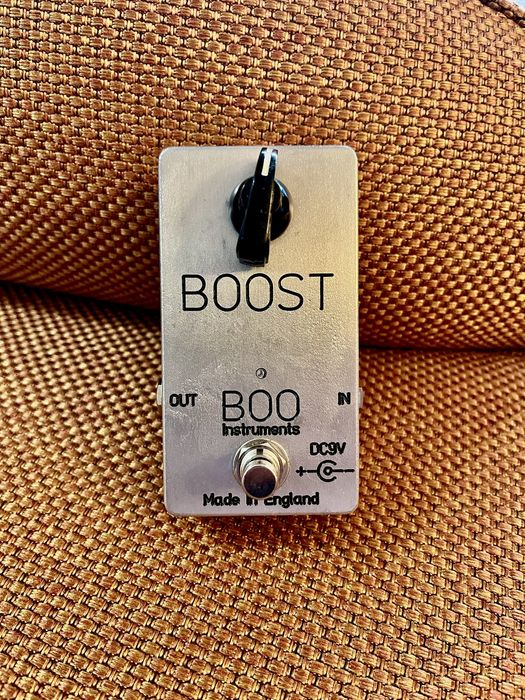 BOOST
OUT
BOO
IN
Instruments
DC9V
+ -
Made in England